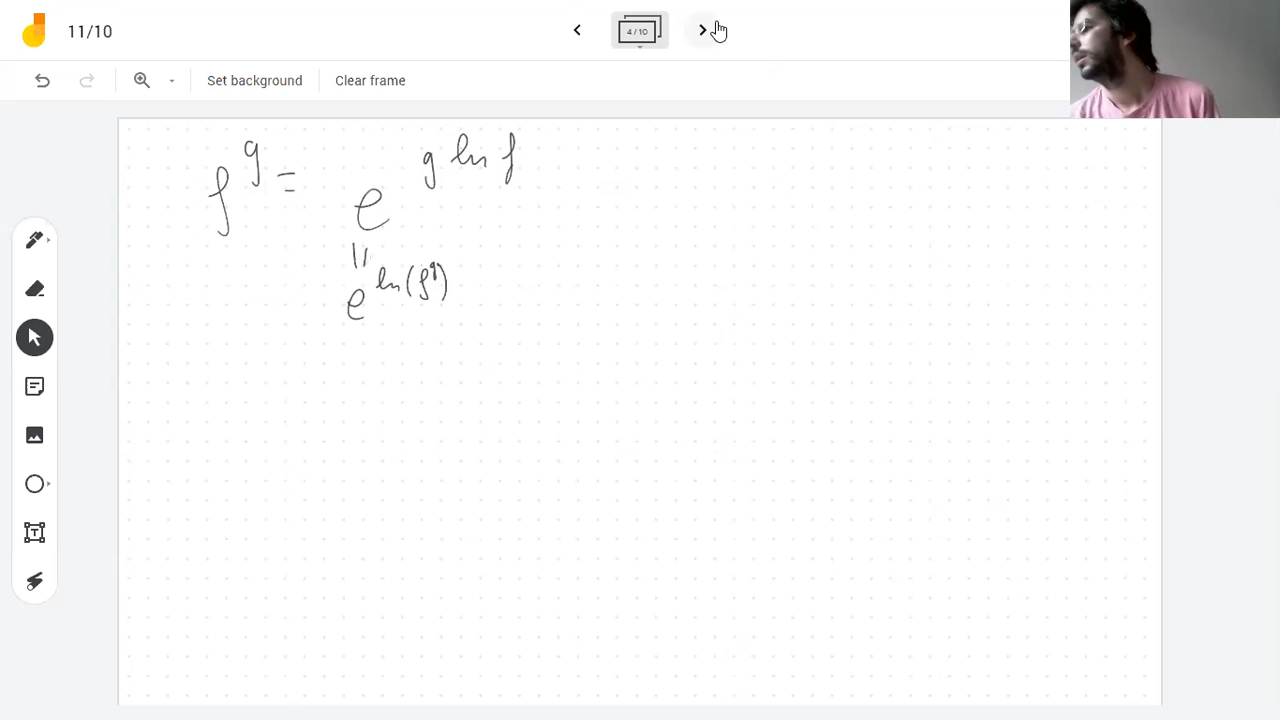 11/10
4 / 10
Set background
Clear frame
f^g = e^{g ln f}
||
e^{ln(f^g)}